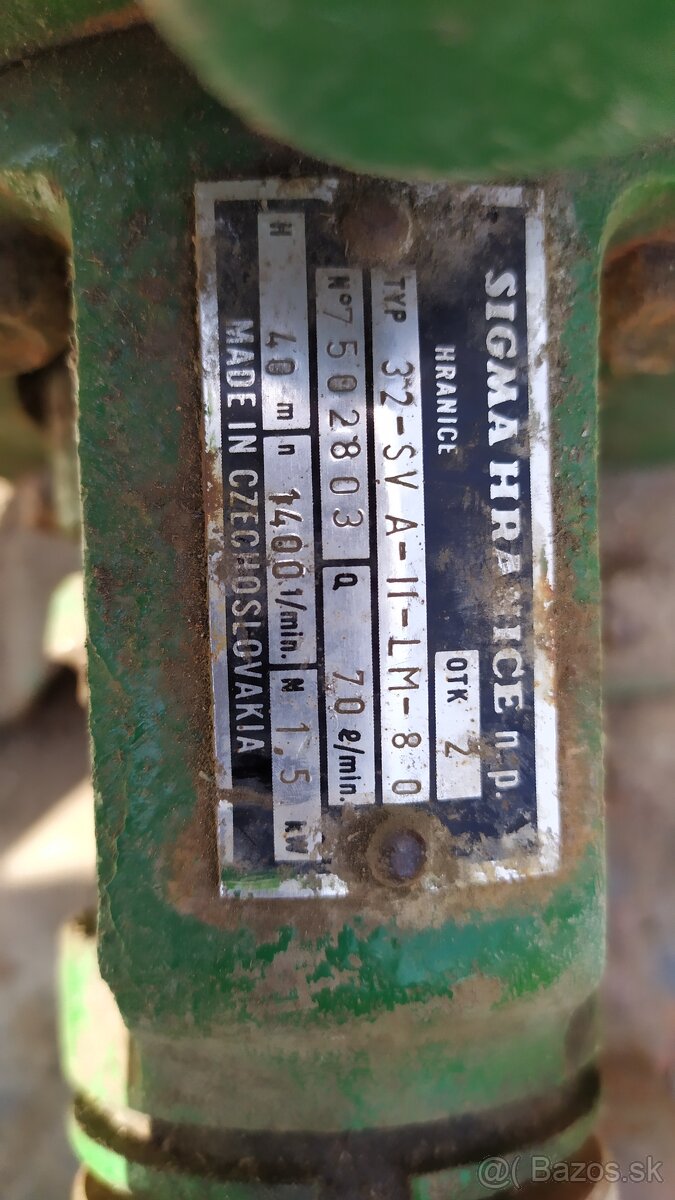 SIGMA HRANICE n.p.
HRANICE OTK 2
TYP 32-SVA-II-LM-80
Nº 7502803 Q 70 ℓ/min.
H 40 m n 1400 1/min. N 1,5 kW
MADE IN CZECHOSLOVAKIA
@( Bazos.sk